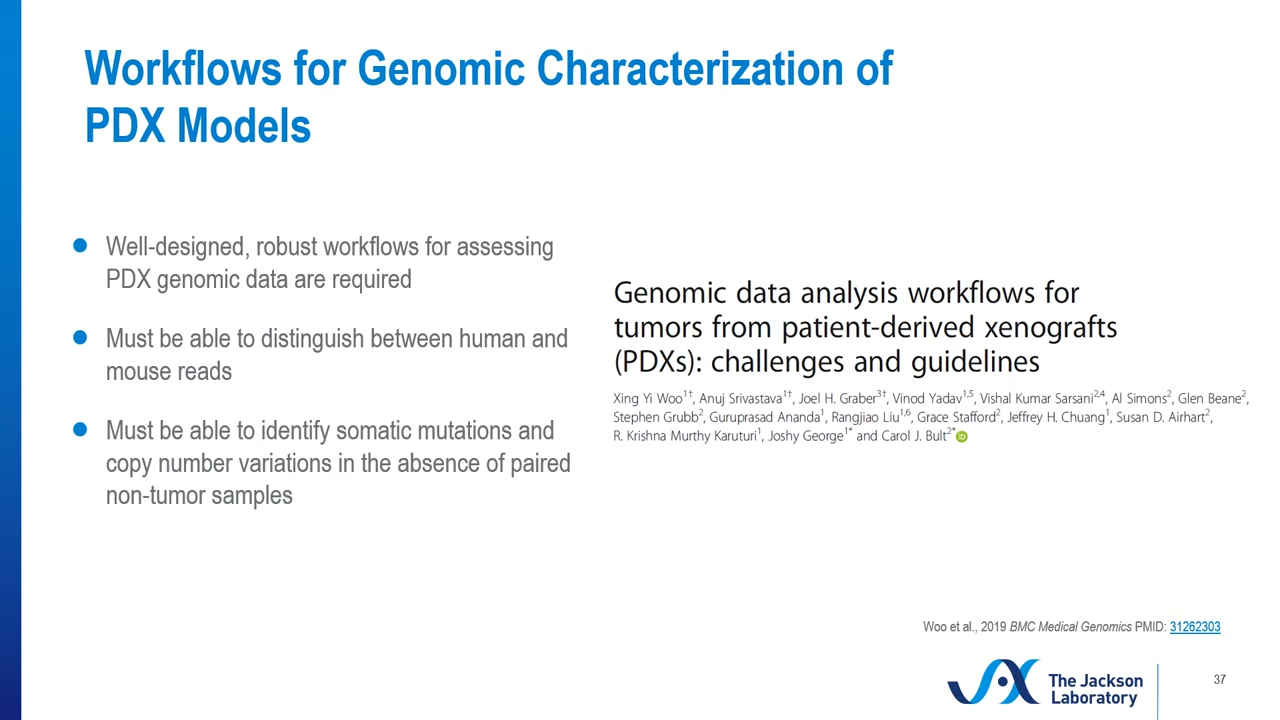 Workflows for Genomic Characterization of
PDX Models
● Well-designed, robust workflows for assessing
PDX genomic data are required
● Must be able to distinguish between human and
mouse reads
● Must be able to identify somatic mutations and
copy number variations in the absence of paired
non-tumor samples
Genomic data analysis workflows for
tumors from patient-derived xenografts
(PDXs): challenges and guidelines
Xing Yi Woo1†, Anuj Srivastava1†, Joel H. Graber3†, Vinod Yadav1,5, Vishal Kumar Sarsani2,4, Al Simons2, Glen Beane2,
Stephen Grubb2, Guruprasad Ananda1, Rangjiao Liu1,6, Grace Stafford2, Jeffrey H. Chuang1, Susan D. Airhart2,
R. Krishna Murthy Karuturi1, Joshy George1* and Carol J. Bult2* iD
Woo et al., 2019 BMC Medical Genomics PMID: 31262303
JAX
The Jackson
Laboratory
37